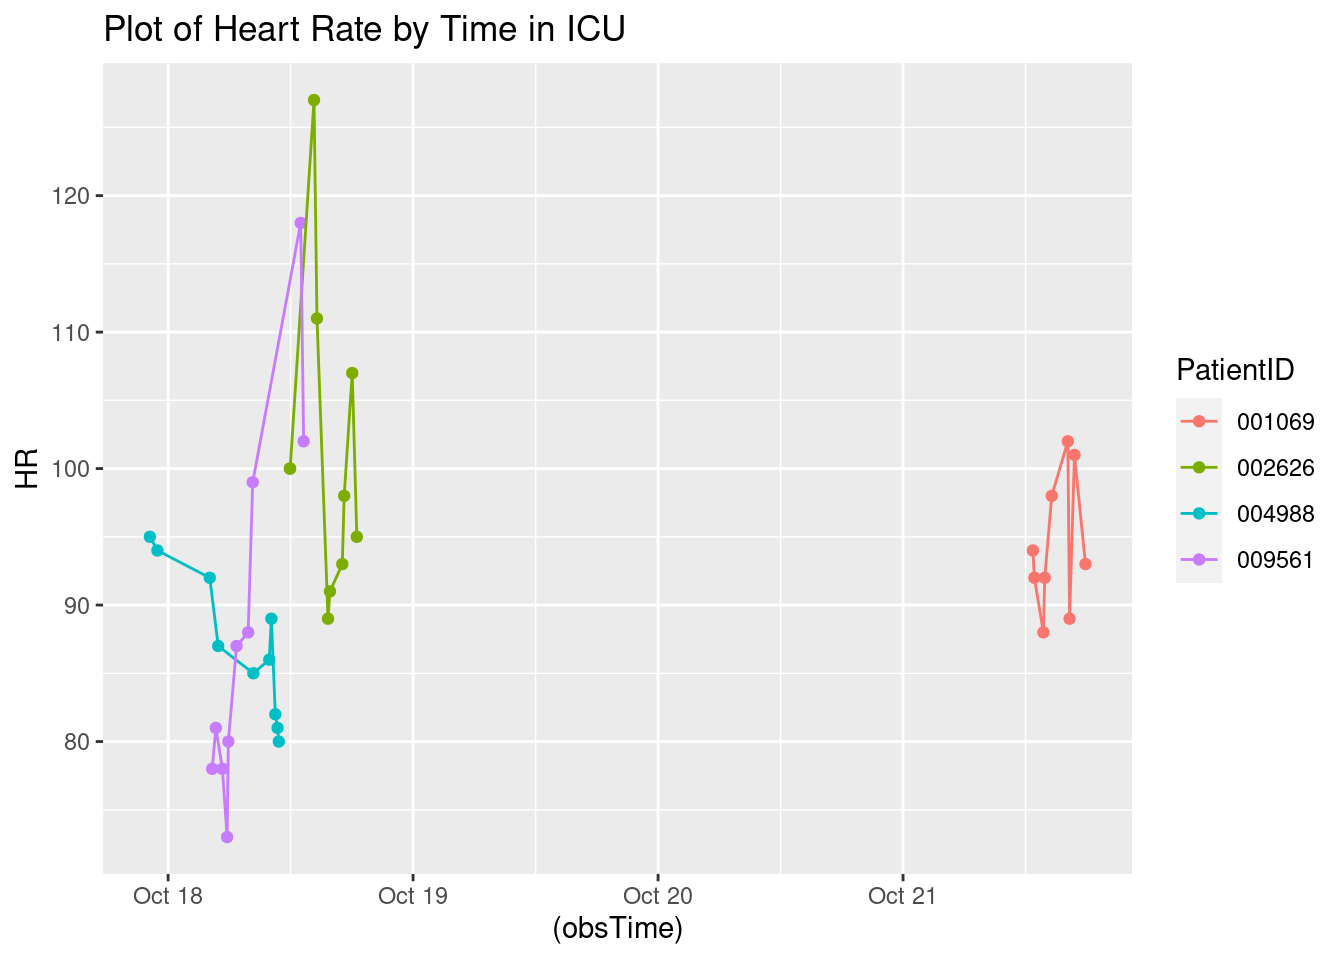 Plot of Heart Rate by Time in ICU
120
110
100
90
80
HR
Oct 18
Oct 19
Oct 20
Oct 21
(obsTime)
PatientID
001069
002626
004988
009561